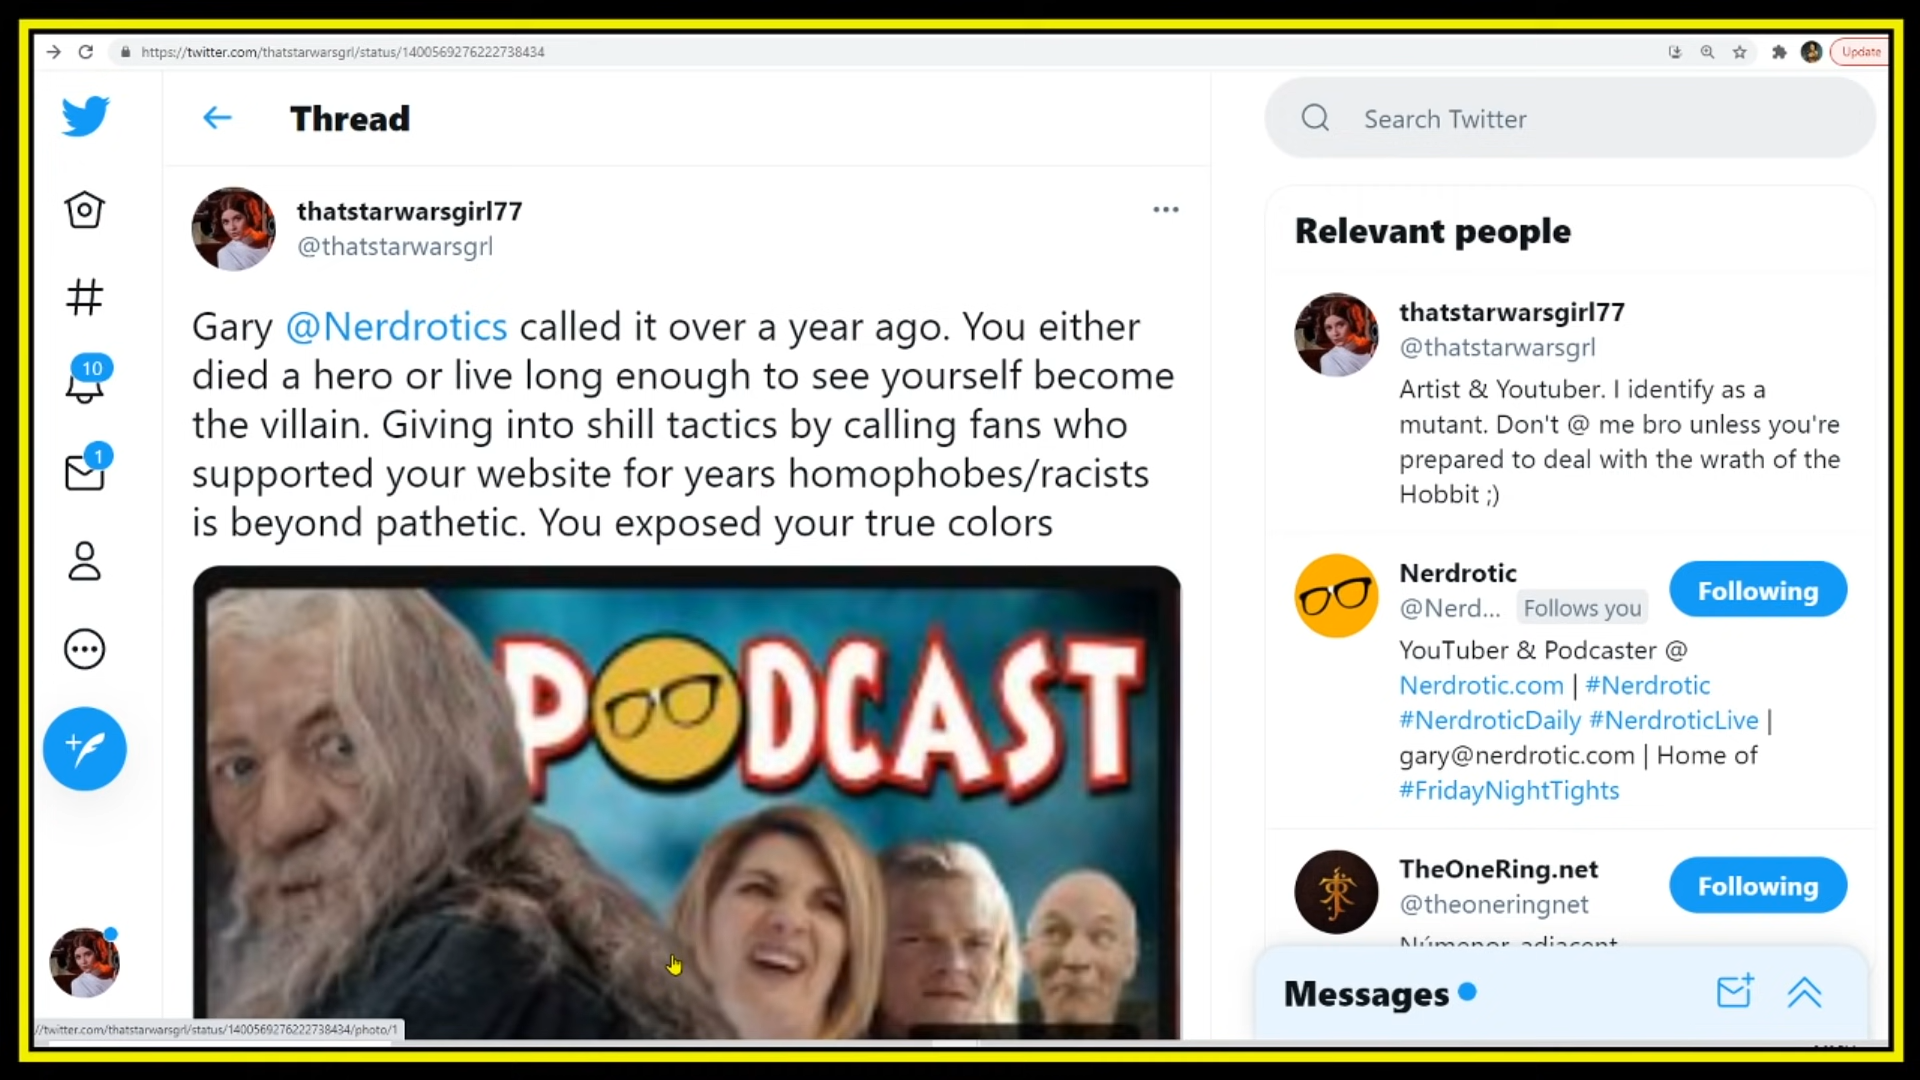 https://twitter.com/thatstarwarsgrl/status/1400569276222738434
Update
Thread
Search Twitter
thatstarwarsgirl77
@thatstarwarsgrl
Gary @Nerdrotics called it over a year ago. You either
died a hero or live long enough to see yourself become
the villain. Giving into shill tactics by calling fans who
supported your website for years homophobes/racists
is beyond pathetic. You exposed your true colors
PODCAST
10
1
Relevant people
thatstarwarsgirl77
@thatstarwarsgrl
Artist & Youtuber. I identify as a
mutant. Don't @ me bro unless you're
prepared to deal with the wrath of the
Hobbit ;)
Nerdrotic
@Nerd... Follows you
Following
YouTuber & Podcaster @
Nerdrotic.com | #Nerdrotic
#NerdroticDaily #NerdroticLive |
gary@nerdrotic.com | Home of
#FridayNightTights
TheOneRing.net
@theoneringnet
Following
Númenor-adjacent
Messages
//twitter.com/thatstarwarsgrl/status/1400569276222738434/photo/1